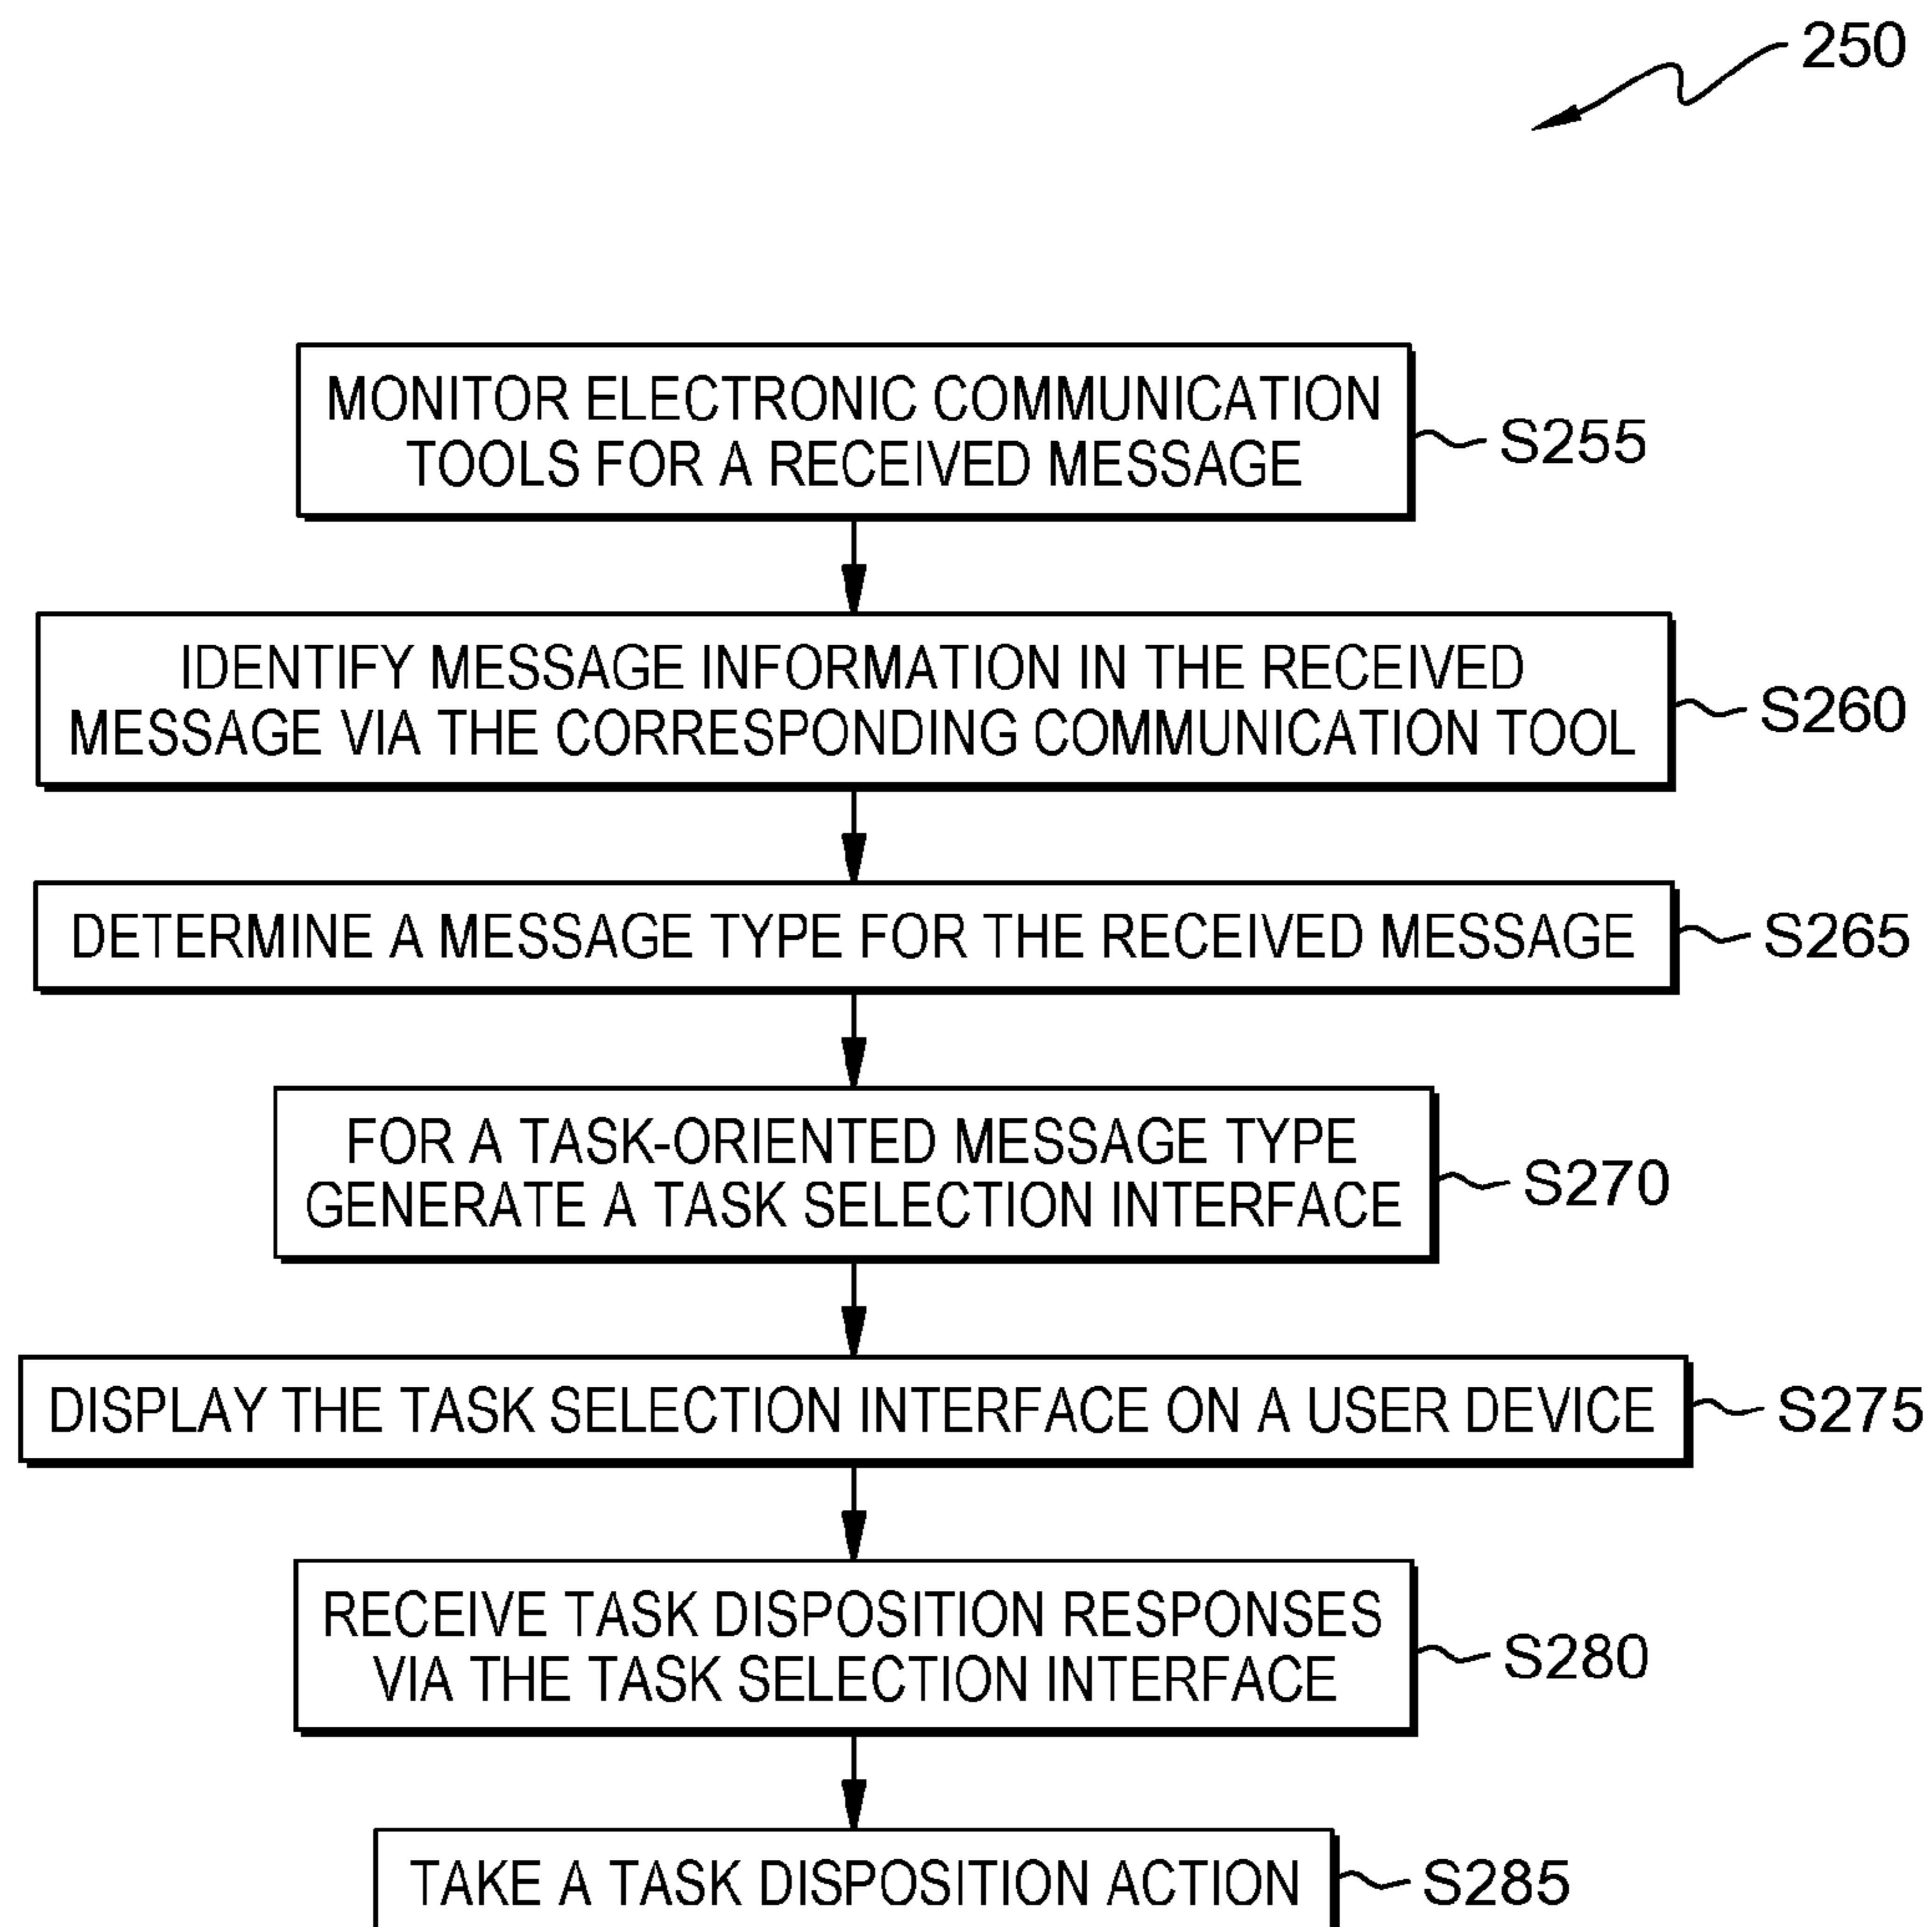 250
MONITOR ELECTRONIC COMMUNICATION
TOOLS FOR A RECEIVED MESSAGE
S255
IDENTIFY MESSAGE INFORMATION IN THE RECEIVED
MESSAGE VIA THE CORRESPONDING COMMUNICATION TOOL
S260
DETERMINE A MESSAGE TYPE FOR THE RECEIVED MESSAGE
S265
FOR A TASK-ORIENTED MESSAGE TYPE
GENERATE A TASK SELECTION INTERFACE
S270
DISPLAY THE TASK SELECTION INTERFACE ON A USER DEVICE
S275
RECEIVE TASK DISPOSITION RESPONSES
VIA THE TASK SELECTION INTERFACE
S280
TAKE A TASK DISPOSITION ACTION
S285